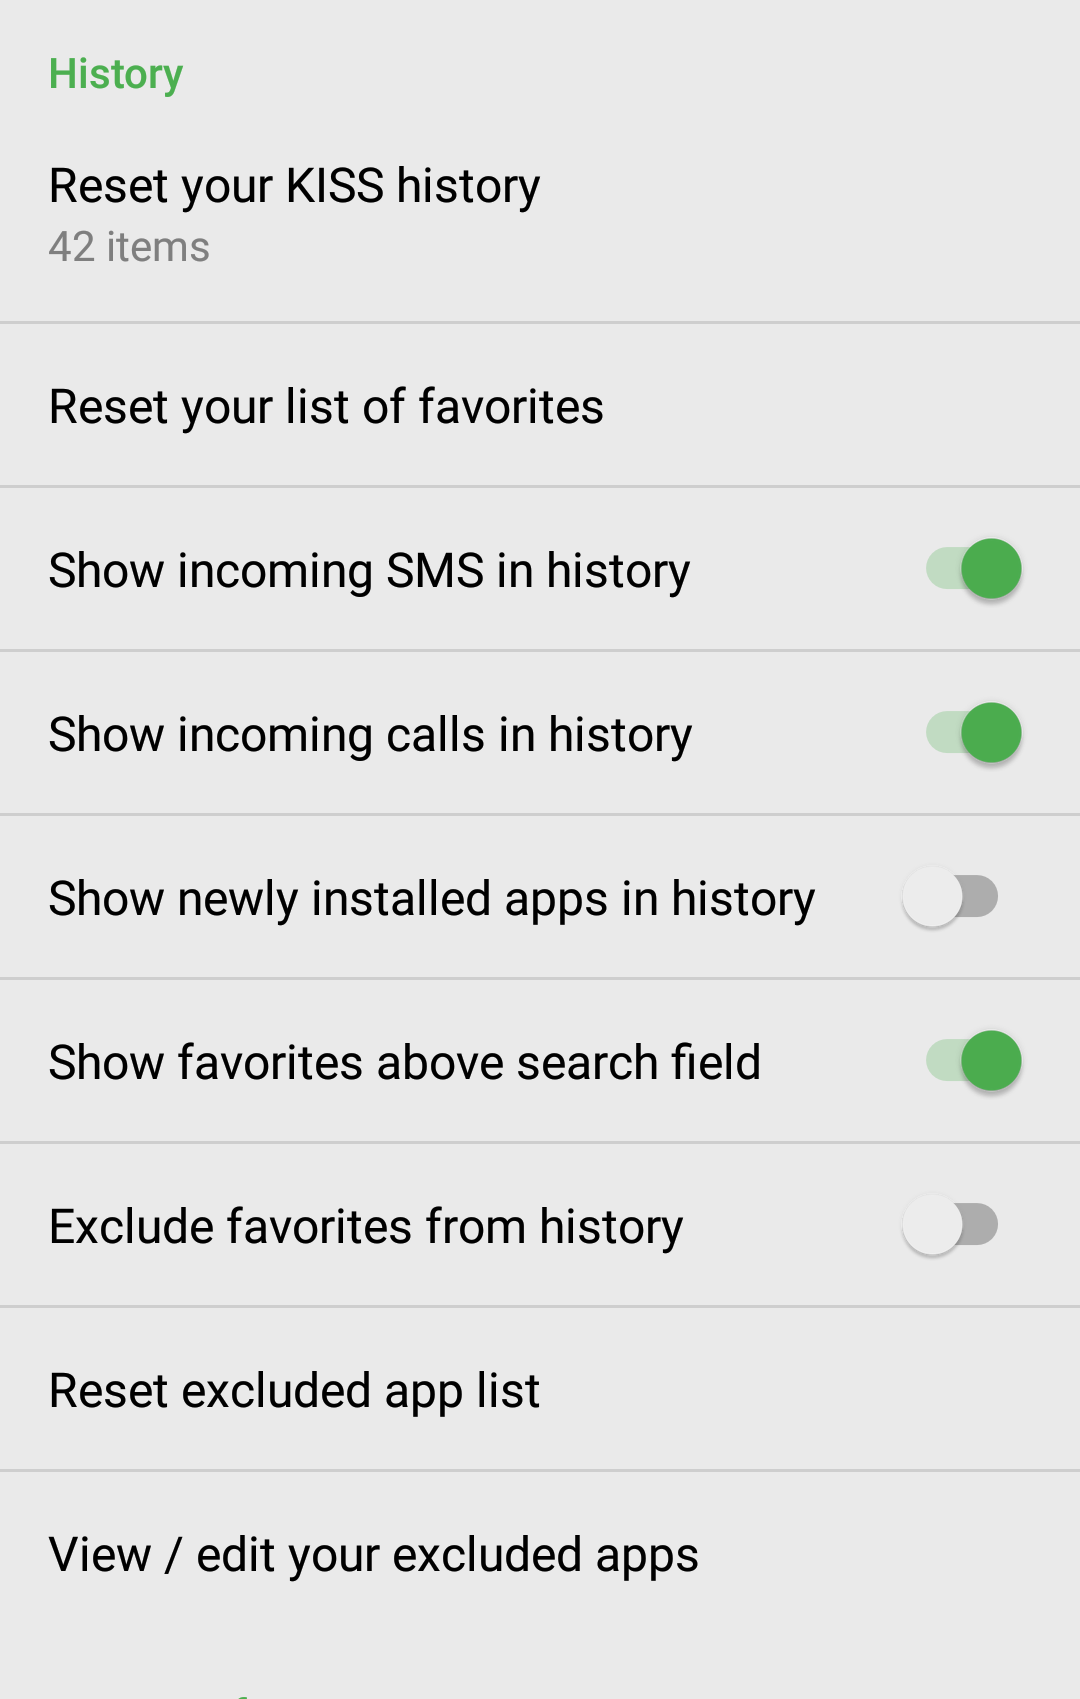 History
Reset your KISS history
42 items
Reset your list of favorites
Show incoming SMS in history
Show incoming calls in history
Show newly installed apps in history
Show favorites above search field
Exclude favorites from history
Reset excluded app list
View / edit your excluded apps